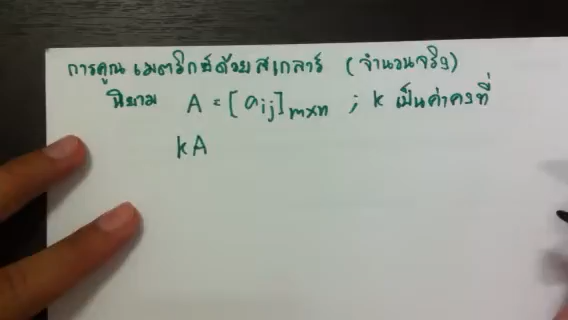 การคูณเมตริกซ์ด้วยสเกลาร์ (จำนวนจริง)
นิยาม A = [aij]m×n ; k เป็นค่าคงที่
kA